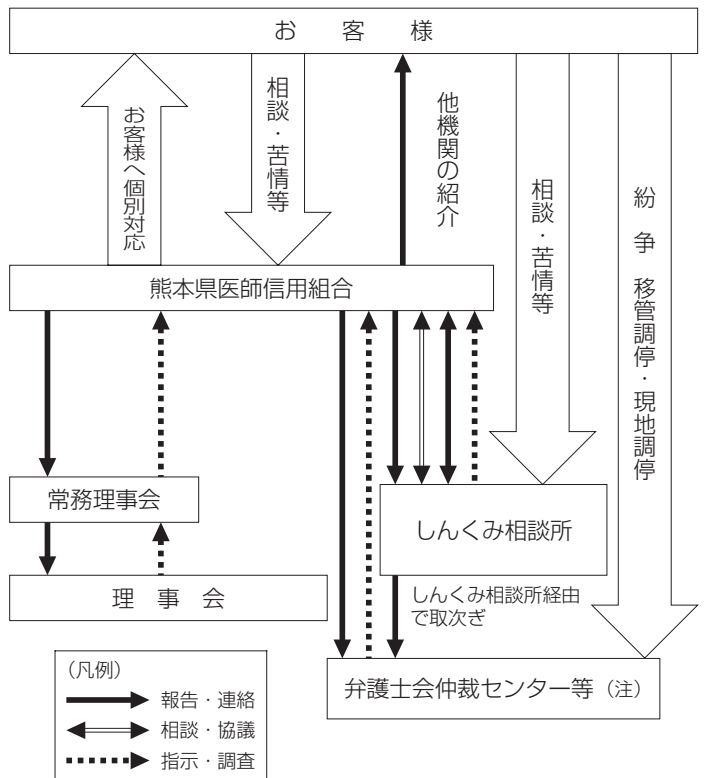 お客様
お客様へ個別対応
相談・苦情等
他機関の紹介
相談・苦情等
紛争 移管調停・現地調停
熊本県医師信用組合
常務理事会
しんくみ相談所
理事会
しんくみ相談所経由
で取次ぎ
弁護士会仲裁センター等（注）
（凡例）
報告・連絡
相談・協議
指示・調査